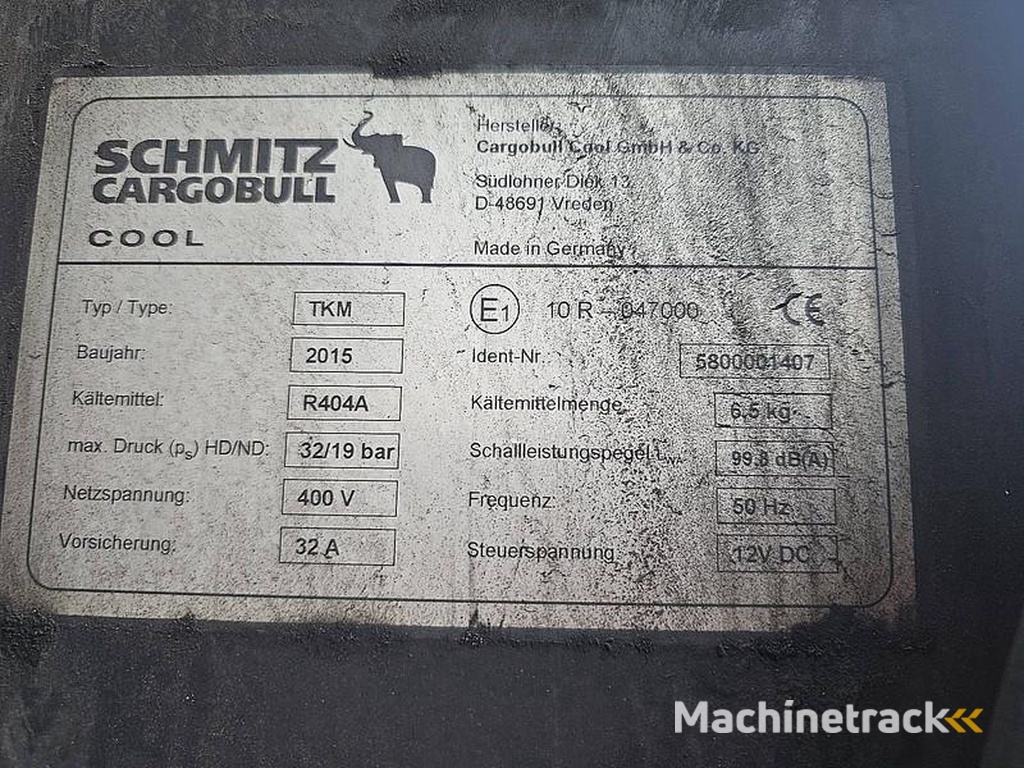 SCHMITZ
CARGOBULL
COOL
Hersteller:
Cargobull Cool GmbH & Co. KG
Südlohner Diek 13
D-48691 Vreden
Made in Germany
Typ / Type: TKM
E1 10 R - 047000 CE
Baujahr: 2015
Ident-Nr. 5800001407
Kältemittel: R404A
Kältemittelmenge 6,5 kg
max. Druck (ps) HD/ND: 32/19 bar
Schallleistungspegel 99,8 dB(A)
Netzspannung: 400 V
Frequenz: 50 Hz
Vorsicherung: 32 A
Steuerspannung 12V DC
Machinetrack